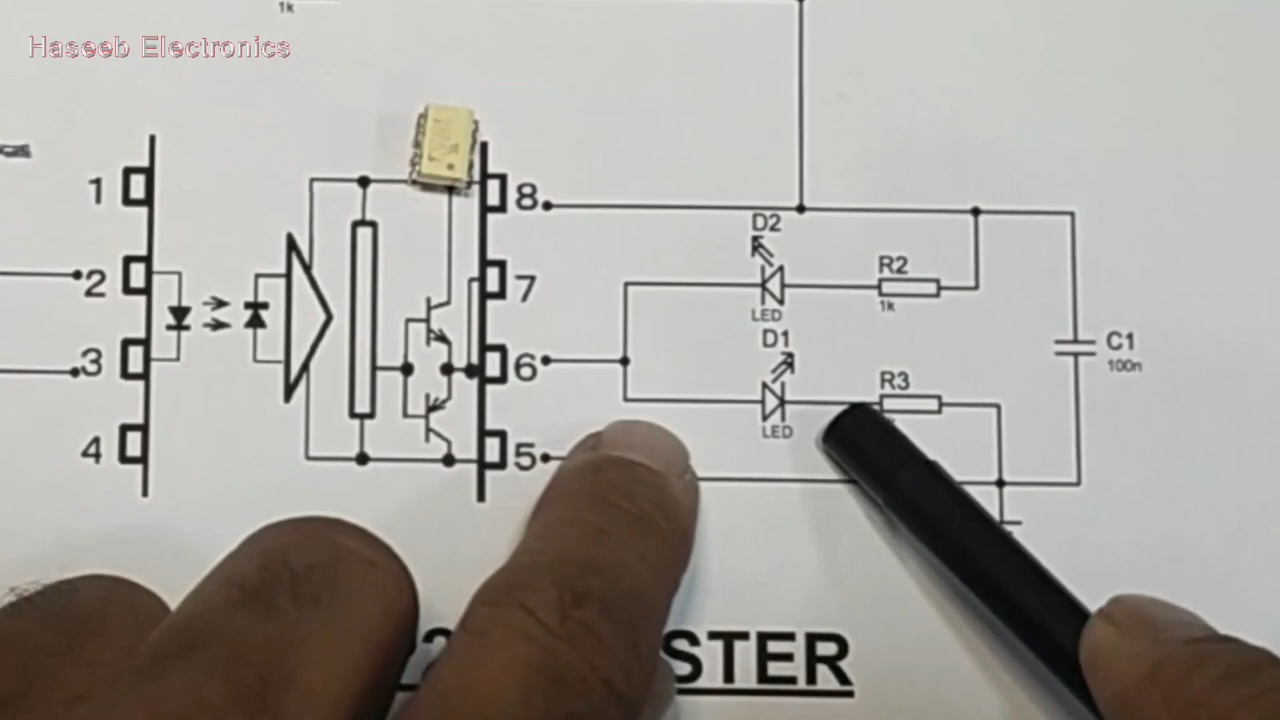 1k
Haseeb Electronics
1
8
D2
R2
2
7
LED
1k
D1
3
6
C1
100n
R3
4
LED
5
STER